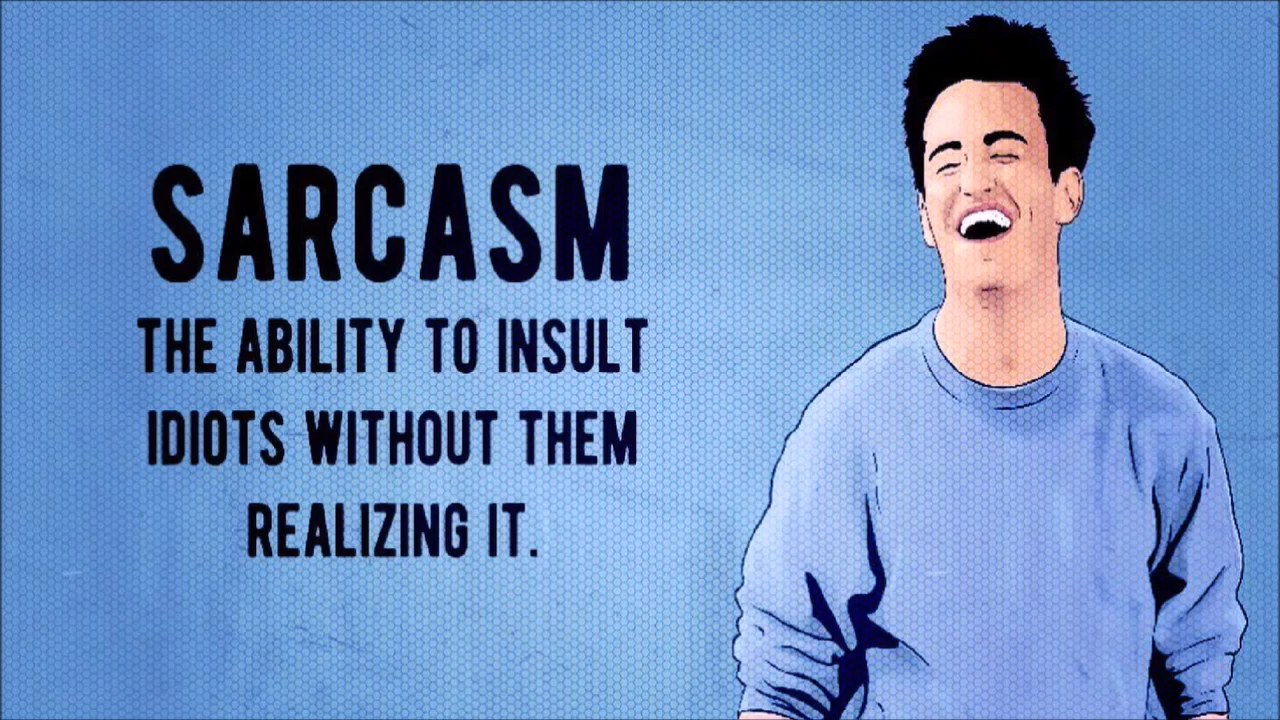 SARCASM
THE ABILITY TO INSULT
IDIOTS WITHOUT THEM
REALIZING IT.